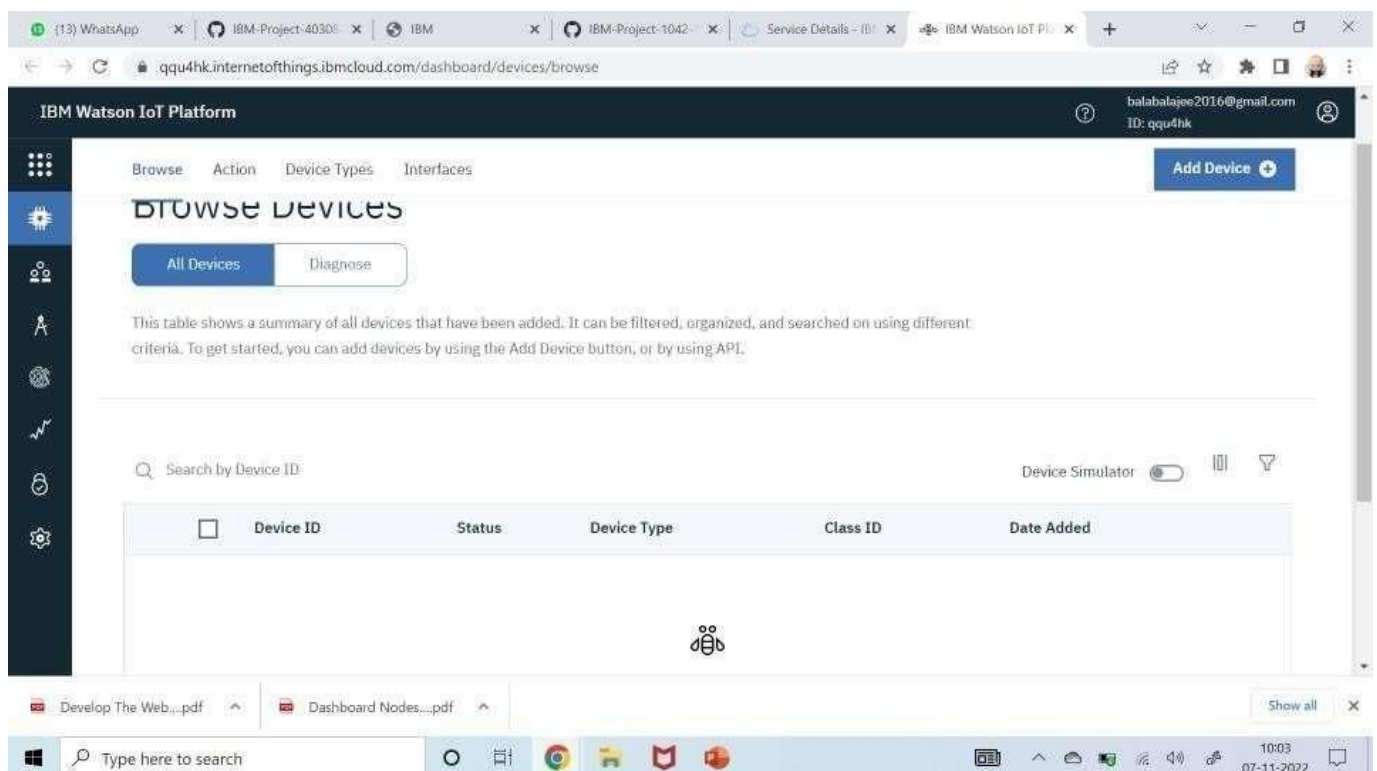 (13) WhatsApp
IBM-Project-40305
IBM
IBM-Project-1042
Service Details - IB
IBM Watson IoT Pl
qqu4hk.internetofthings.ibmcloud.com/dashboard/devices/browse
IBM Watson IoT Platform
balabalajee2016@gmail.com
ID: qqu4hk
Browse Action Device Types Interfaces
Add Device
Browse Devices
All Devices Diagnose
This table shows a summary of all devices that have been added. It can be filtered, organized, and searched on using different
criteria. To get started, you can add devices by using the Add Device button, or by using API.
Search by Device ID
Device Simulator
Device ID Status Device Type Class ID Date Added
Develop The Web....pdf
Dashboard Nodes....pdf
Show all
Type here to search
10:03
07-11-2022